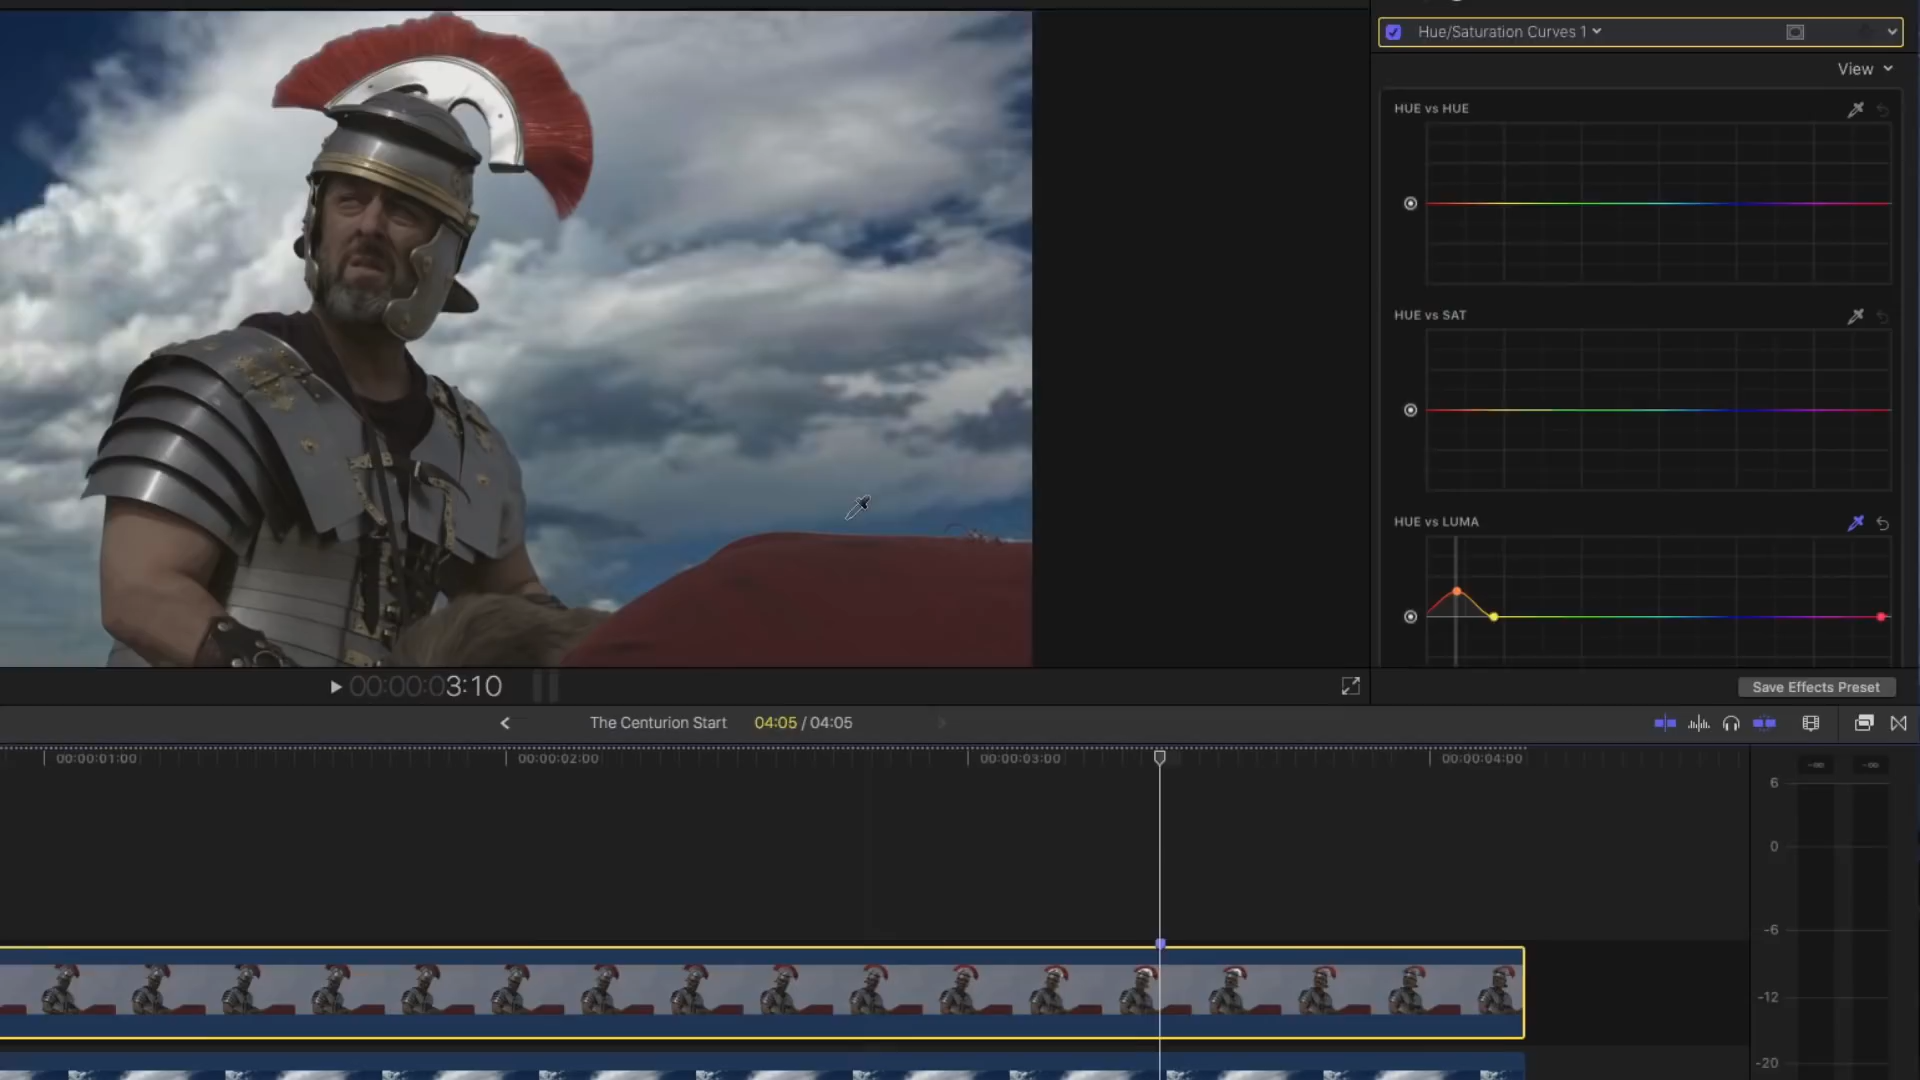 Hue/Saturation Curves 1
View
HUE vs HUE
HUE vs SAT
HUE vs LUMA
00:00:03:10
Save Effects Preset
The Centurion Start 04:05 / 04:05
00:00:01:00 00:00:02:00 00:00:03:00 00:00:04:00
-∞ -∞
6
0
-6
-12
-20